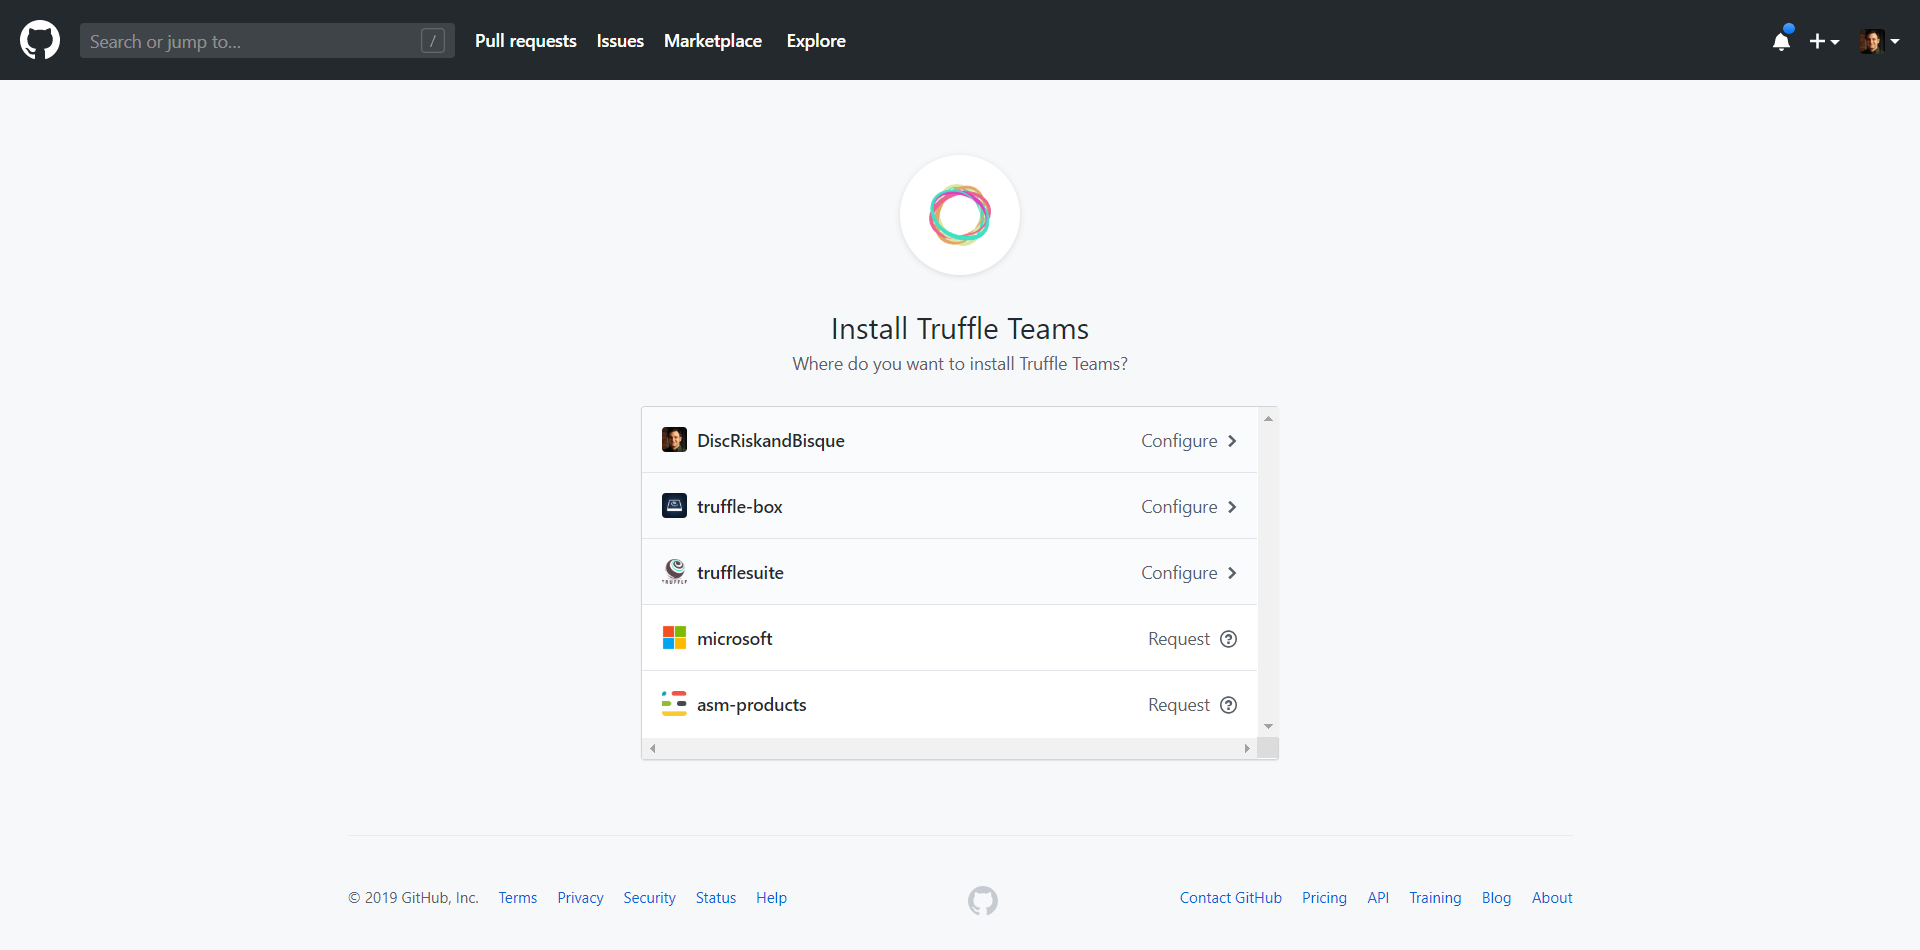 Search or jump to... / Pull requests Issues Marketplace Explore
Install Truffle Teams
Where do you want to install Truffle Teams?
DiscRiskandBisque Configure
truffle-box Configure
TRUFFLE trufflesuite Configure
microsoft Request ?
asm-products Request ?
© 2019 GitHub, Inc. Terms Privacy Security Status Help Contact GitHub Pricing API Training Blog About